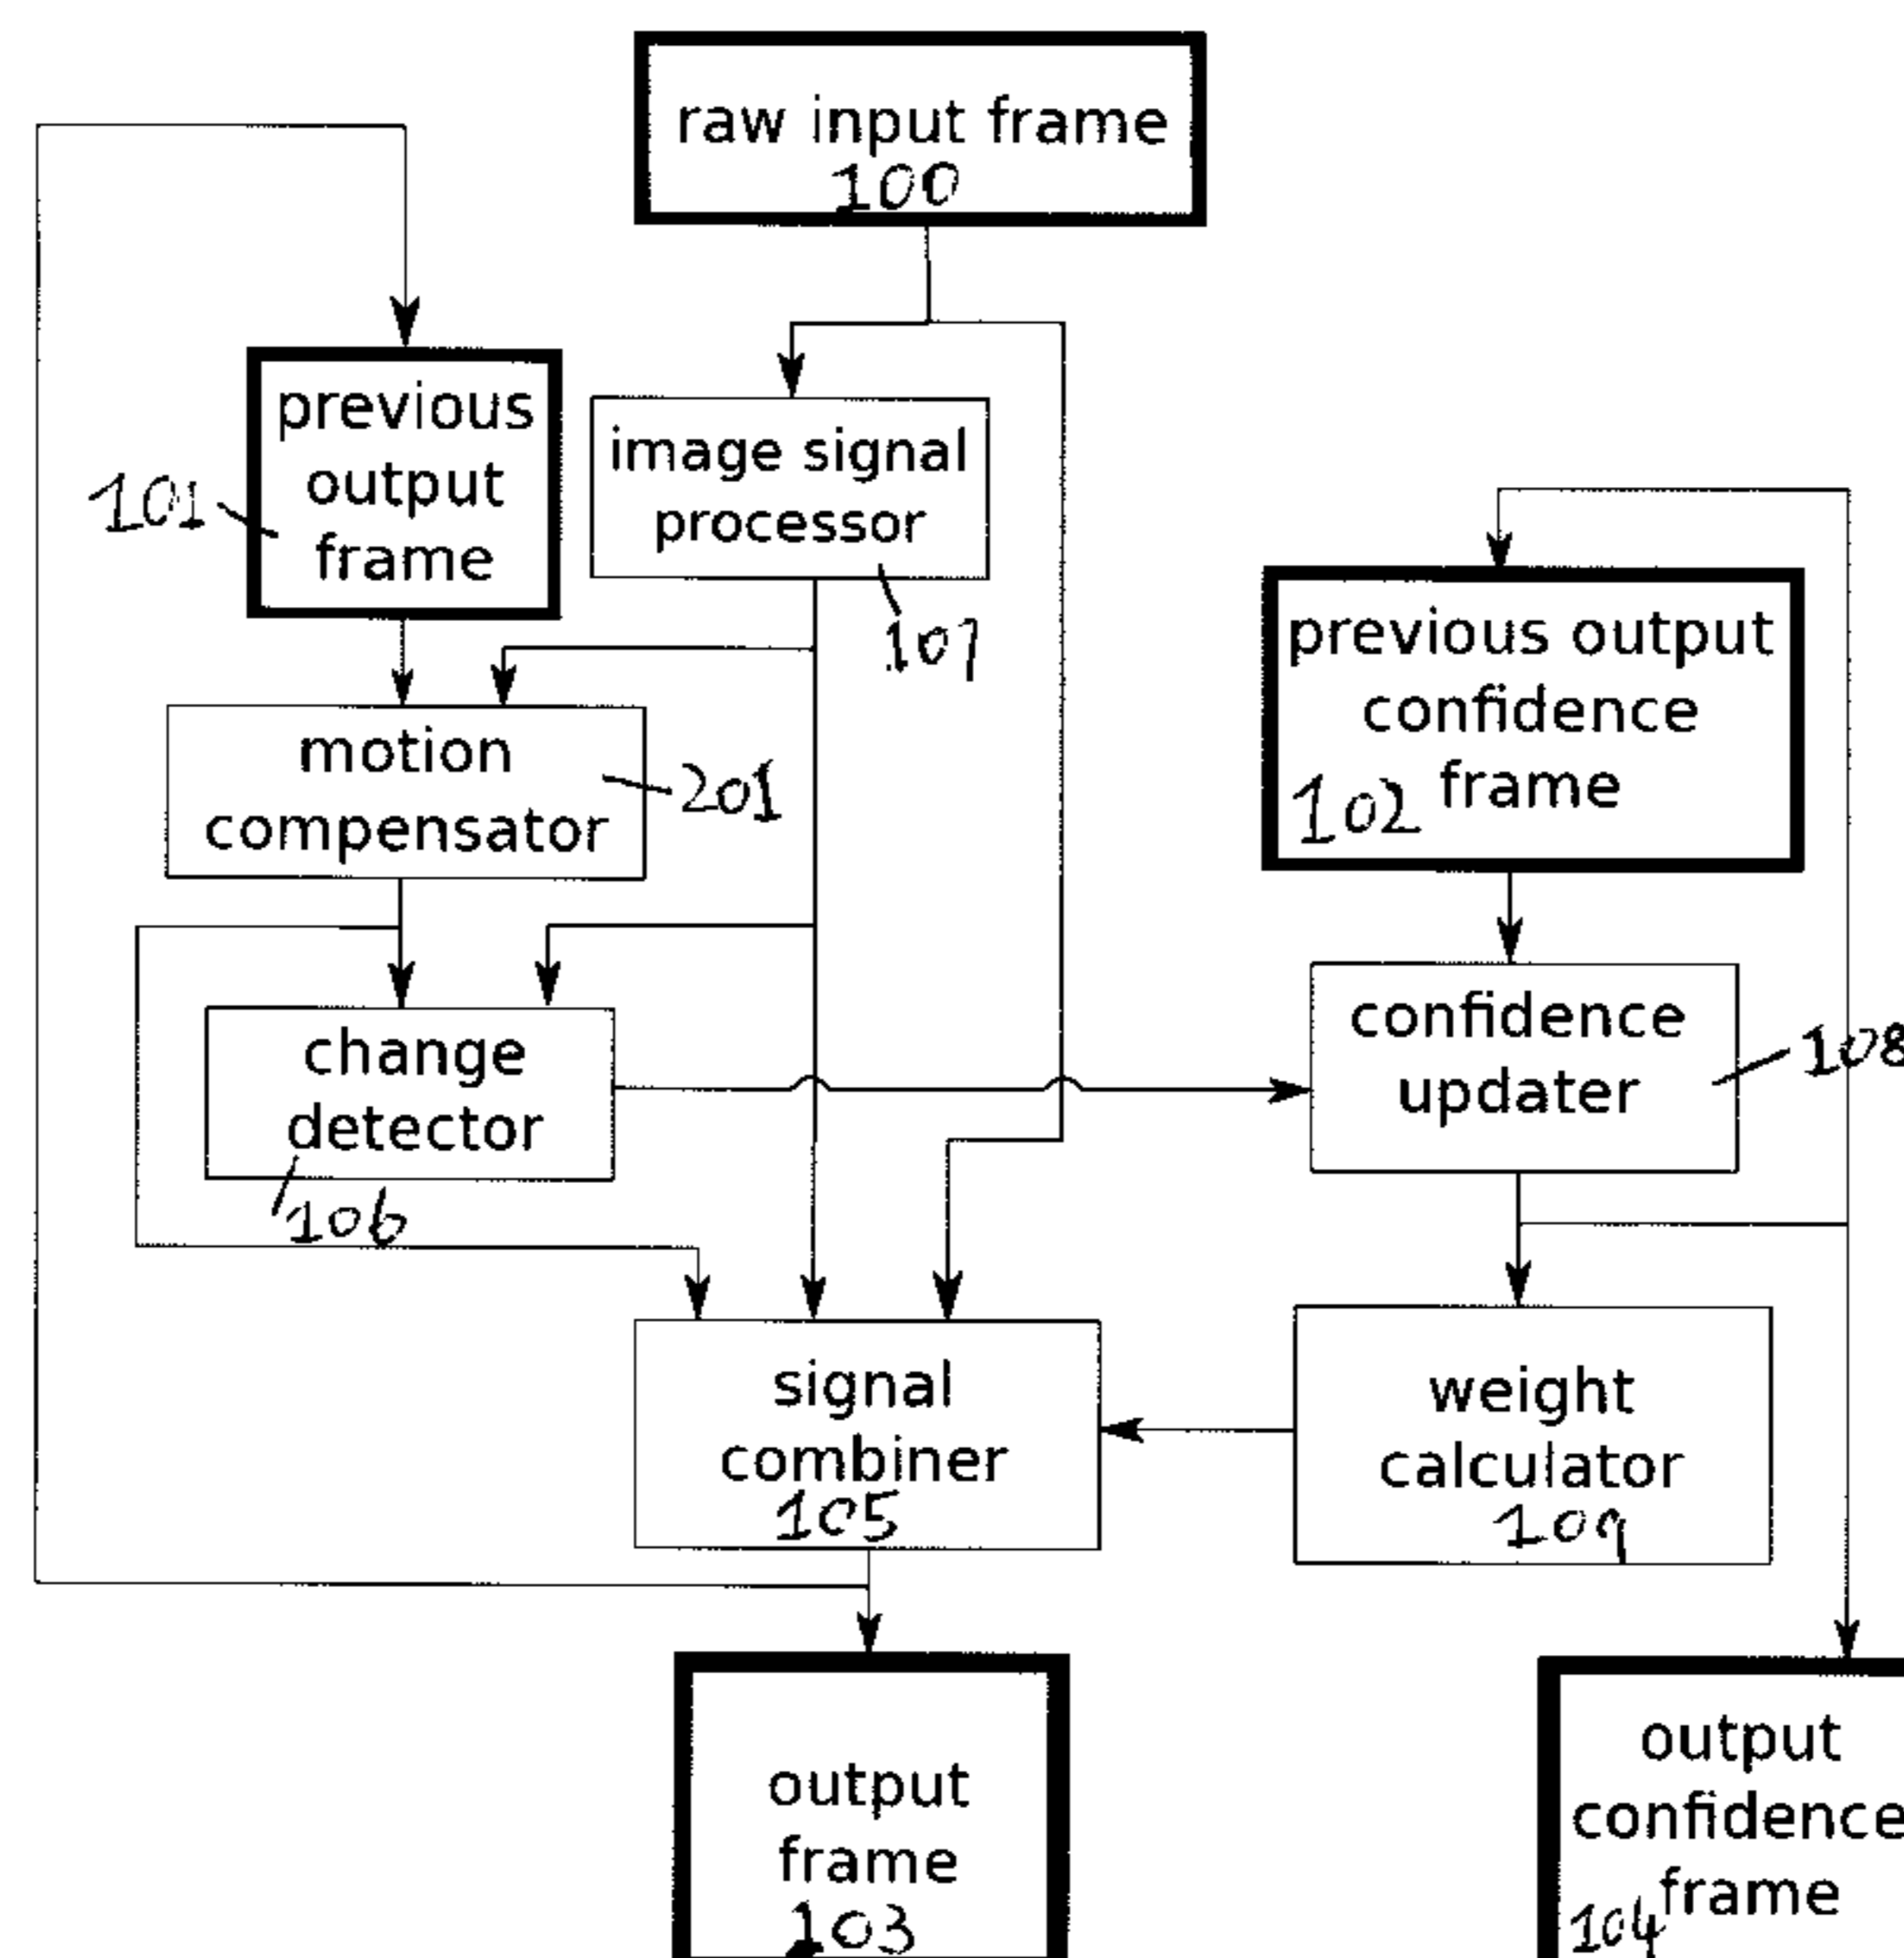 raw input frame
100
previous
output
frame
101
image signal
processor
107
previous output
confidence
frame
102
motion
compensator
201
change
detector
106
confidence
updater
108
signal
combiner
105
weight
calculator
109
output
frame
103
output
confidence
frame
104